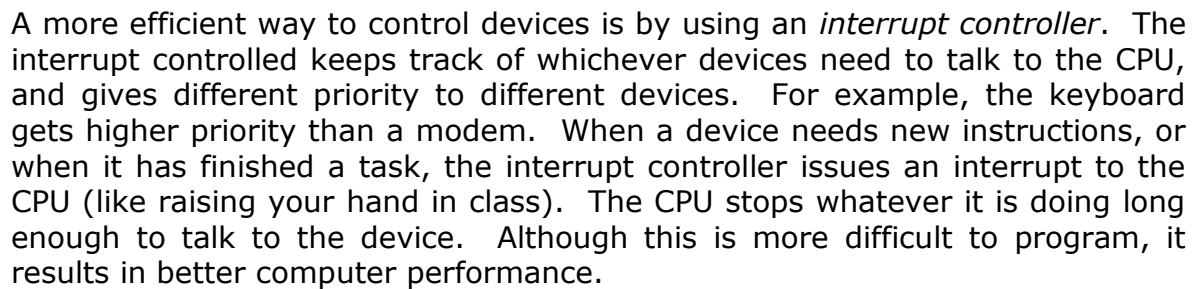 A more efficient way to control devices is by using an interrupt controller. The
interrupt controlled keeps track of whichever devices need to talk to the CPU,
and gives different priority to different devices. For example, the keyboard
gets higher priority than a modem. When a device needs new instructions, or
when it has finished a task, the interrupt controller issues an interrupt to the
CPU (like raising your hand in class). The CPU stops whatever it is doing long
enough to talk to the device. Although this is more difficult to program, it
results in better computer performance.